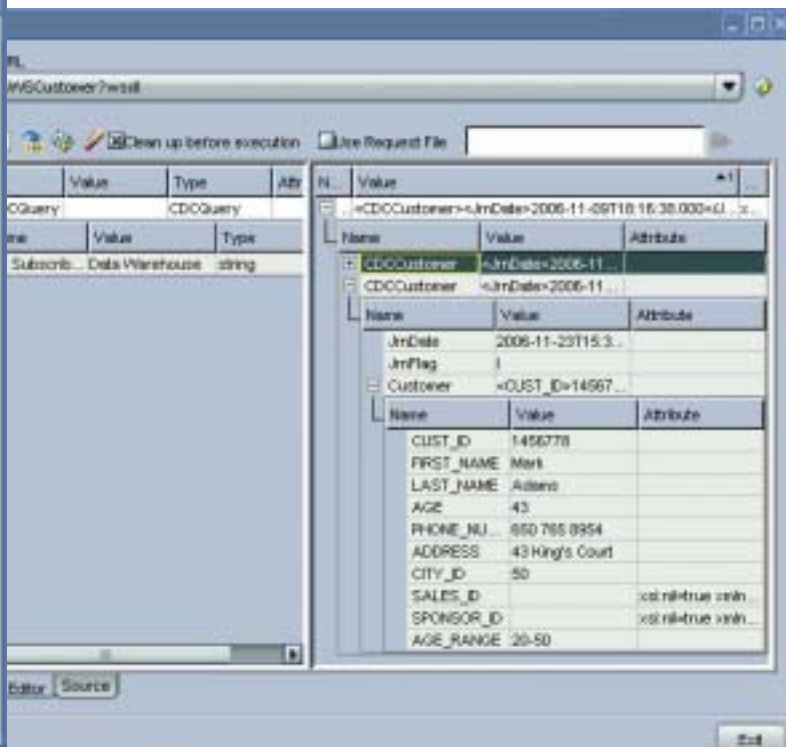 RL
WSCustomer?wsdl
Clean up before execution Use Request File
Value Type Attr
CQuery CDCQuery
me Value Type
Subscrib... Data Warehouse string
N... Value 1 ...
<CDCCustomer><JrnDate>2006-11-09T18:16:38.000</J
Name Value Attribute
CDCCustomer <JrnDate>2006-11...
CDCCustomer <JrnDate>2006-11...
Name Value Attribute
JrnDate 2006-11-23T15:3...
JrnFlag I
Customer <CUST_ID>14567...
Name Value Attribute
CUST_ID 1456778
FIRST_NAME Mark
LAST_NAME Adams
AGE 43
PHONE_NU... 650 765 8954
ADDRESS 43 King's Court
CITY_ID 50
SALES_ID xsi:nil=true xmln...
SPONSOR_ID xsi:nil=true xmln...
AGE_RANGE 20-50
Editor Source
Exit